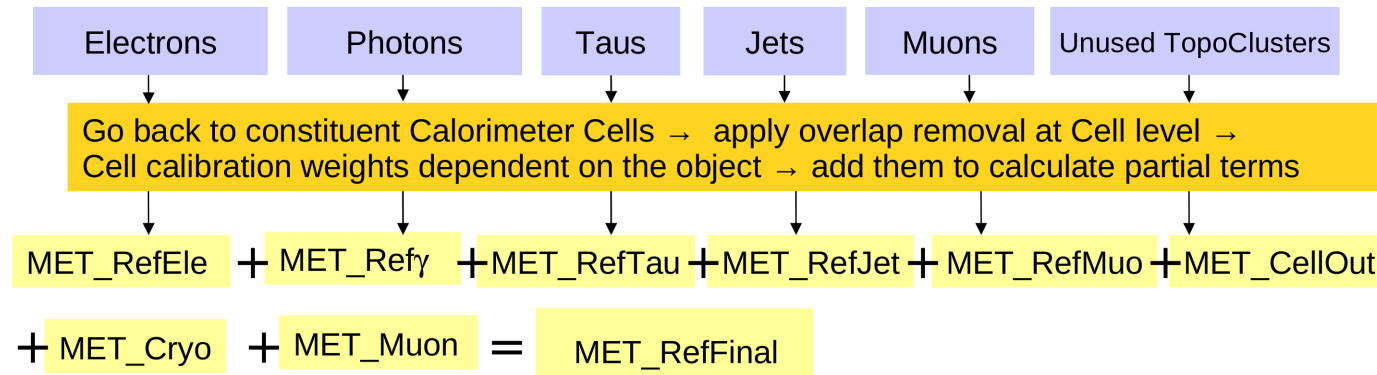 Electrons Photons Taus Jets Muons Unused TopoClusters
Go back to constituent Calorimeter Cells → apply overlap removal at Cell level →
Cell calibration weights dependent on the object → add them to calculate partial terms
MET_RefEle + MET_Refγ + MET_RefTau + MET_RefJet + MET_RefMuo + MET_CellOut
+ MET_Cryo + MET_Muon = MET_RefFinal